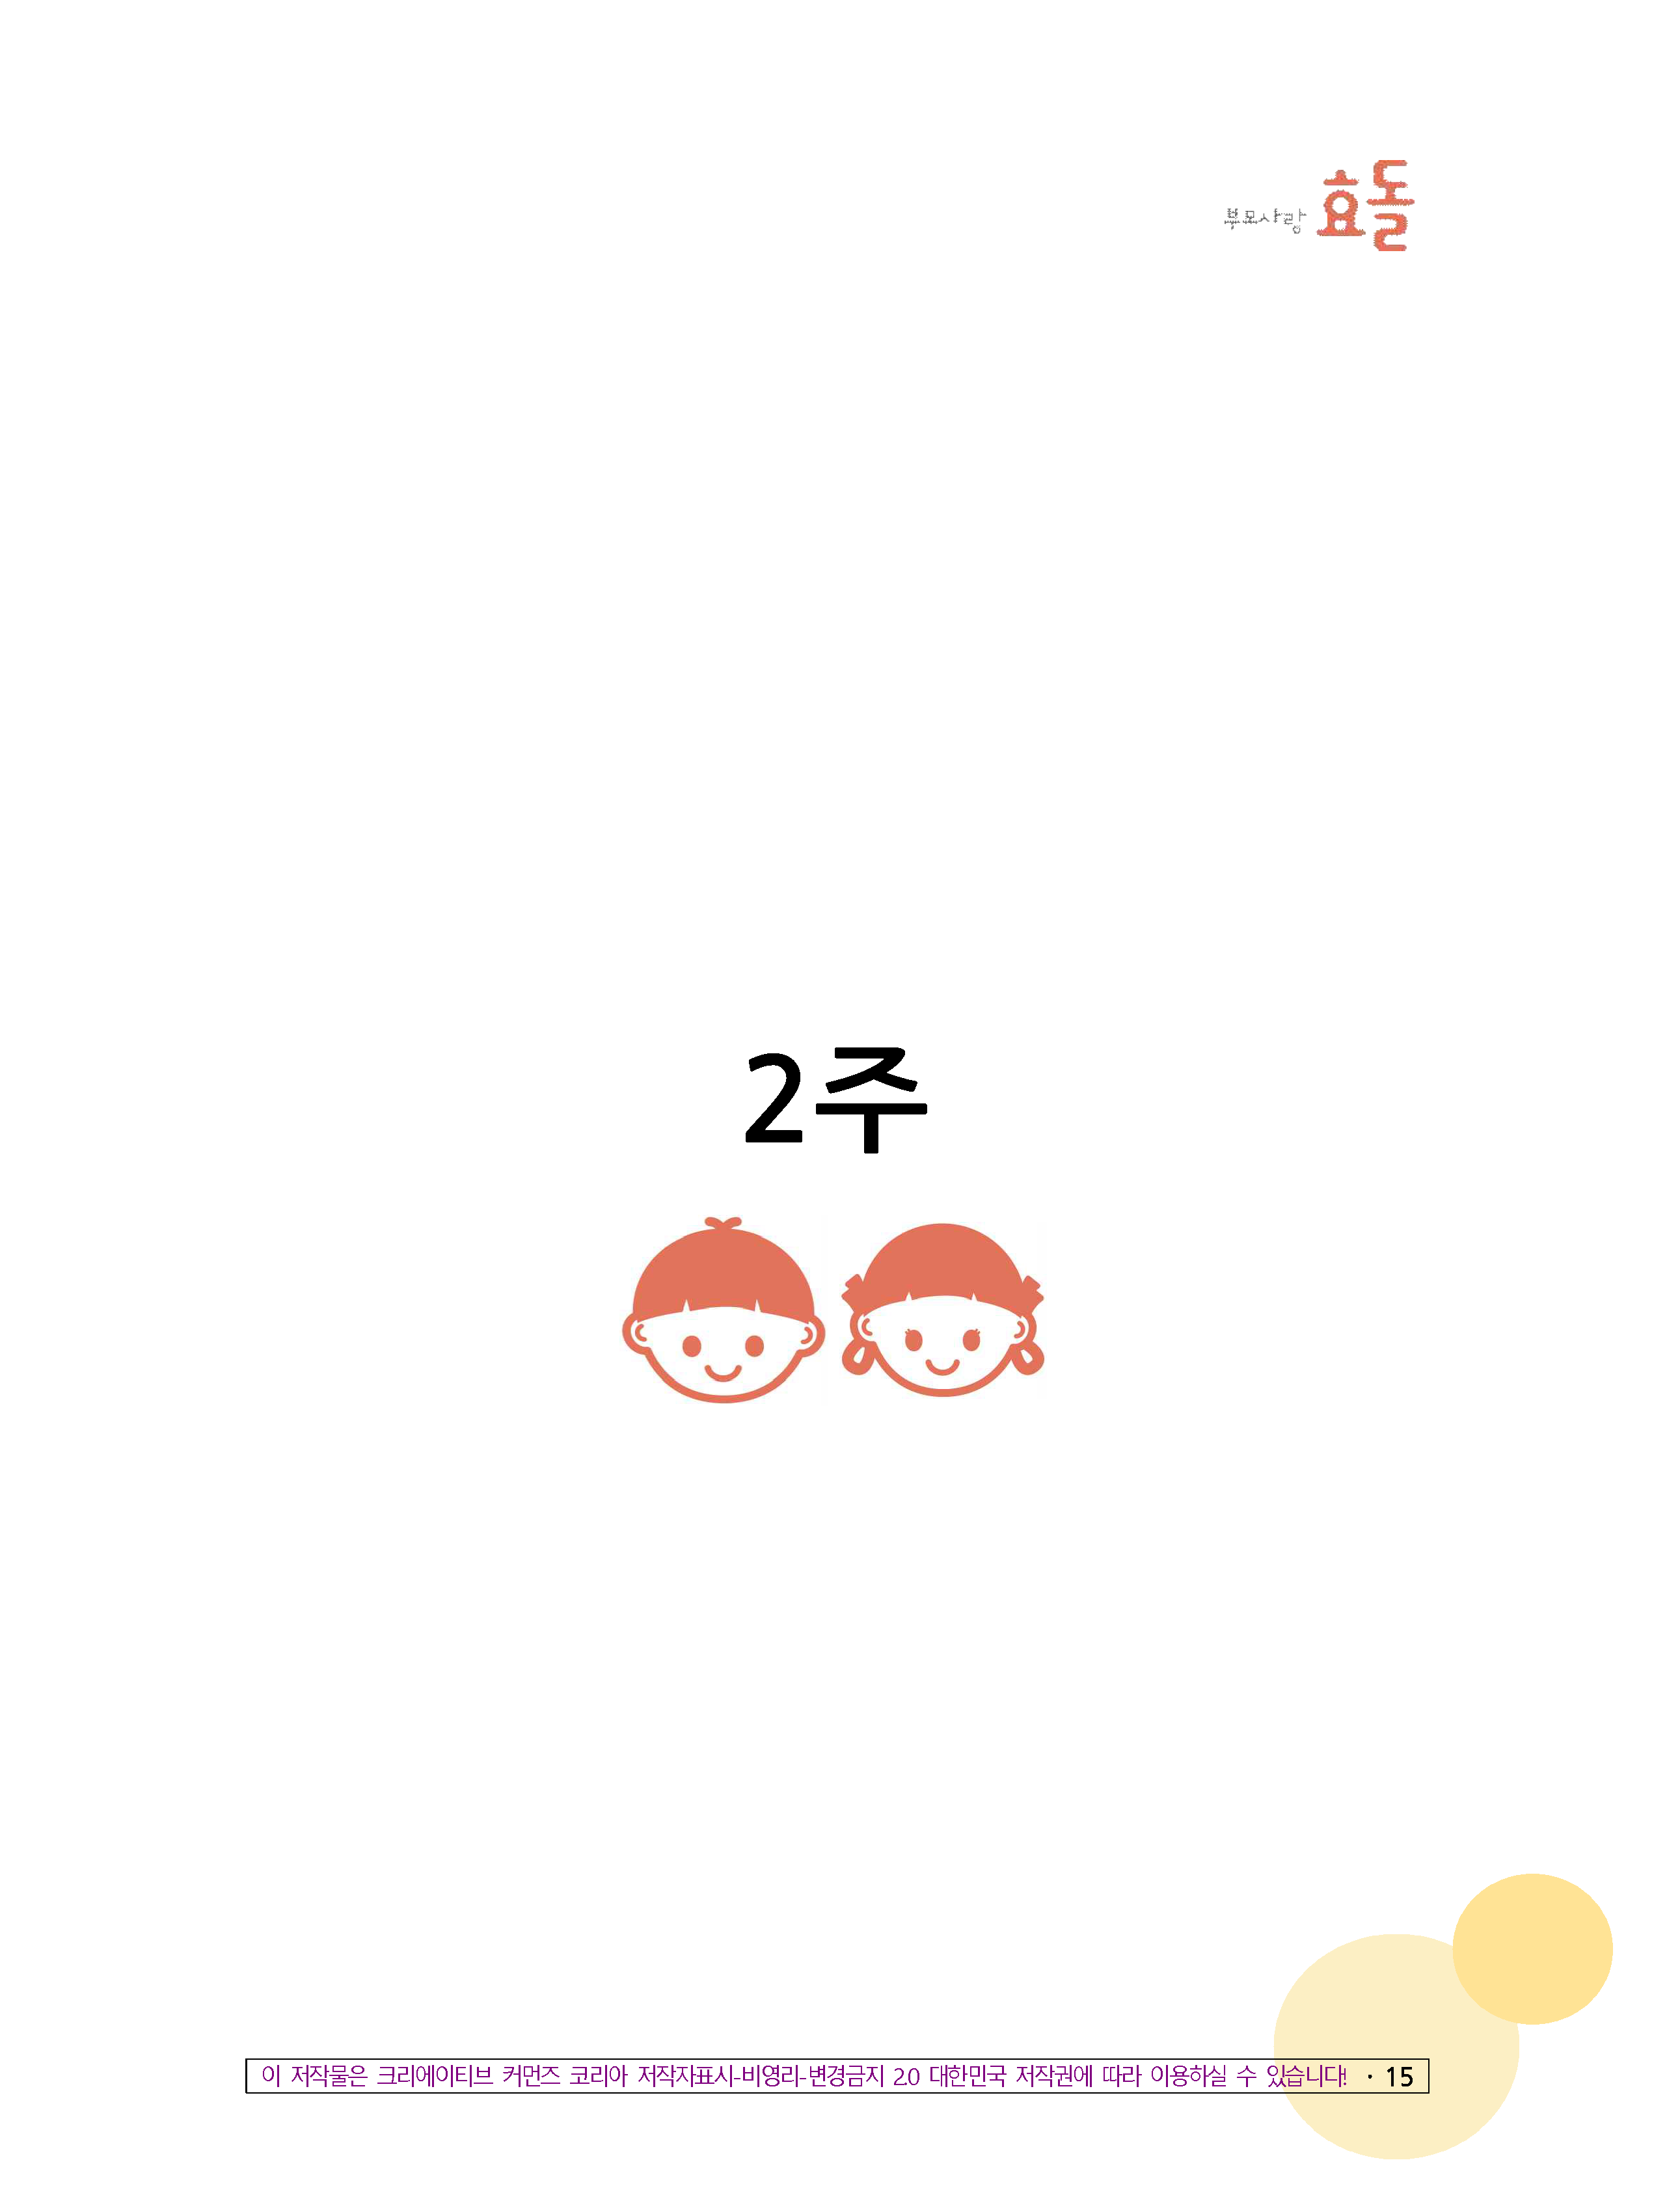 부모사랑 효돌
2주
이 저작물은 크리에이티브 커먼즈 코리아 저작자표시-비영리-변경금지 2.0 대한민국 저작권에 따라 이용하실 수 있습니다! · 15